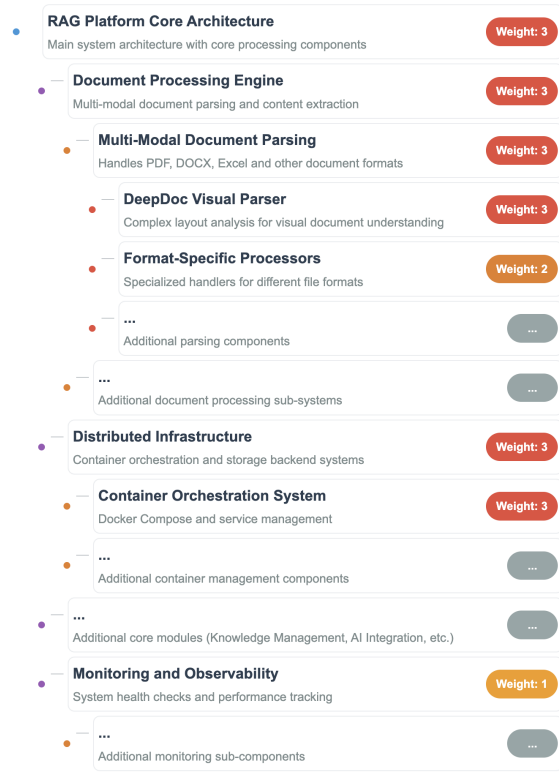 RAG Platform Core Architecture
Weight: 3
Main system architecture with core processing components
Document Processing Engine
Weight: 3
Multi-modal document parsing and content extraction
Multi-Modal Document Parsing
Weight: 3
Handles PDF, DOCX, Excel and other document formats
DeepDoc Visual Parser
Weight: 3
Complex layout analysis for visual document understanding
Format-Specific Processors
Weight: 2
Specialized handlers for different file formats
...
...
Additional parsing components
...
...
Additional document processing sub-systems
Distributed Infrastructure
Weight: 3
Container orchestration and storage backend systems
Container Orchestration System
Weight: 3
Docker Compose and service management
...
...
Additional container management components
...
...
Additional core modules (Knowledge Management, AI Integration, etc.)
Monitoring and Observability
Weight: 1
System health checks and performance tracking
...
...
Additional monitoring sub-components